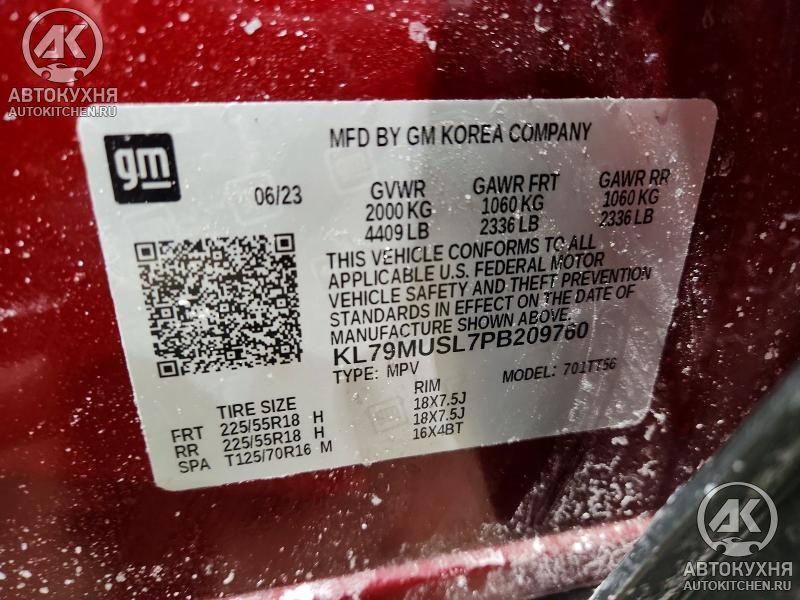 АК
АВТОКУХНЯ
AUTOKITCHEN.RU
gm
MFD BY GM KOREA COMPANY
06/23
GVWR GAWR FRT GAWR RR
2000 KG 1060 KG 1060 KG
4409 LB 2336 LB 2336 LB
THIS VEHICLE CONFORMS TO ALL
APPLICABLE U.S. FEDERAL MOTOR
VEHICLE SAFETY AND THEFT PREVENTION
STANDARDS IN EFFECT ON THE DATE OF
MANUFACTURE SHOWN ABOVE.
KL79MUSL7PB209760
TYPE: MPV MODEL: 701TT56
TIRE SIZE RIM
FRT 225/55R18 H 18X7.5J
RR 225/55R18 H 18X7.5J
SPA T125/70R16 M 16X4BT
АК
АВТОКУХНЯ
AUTOKITCHEN.RU